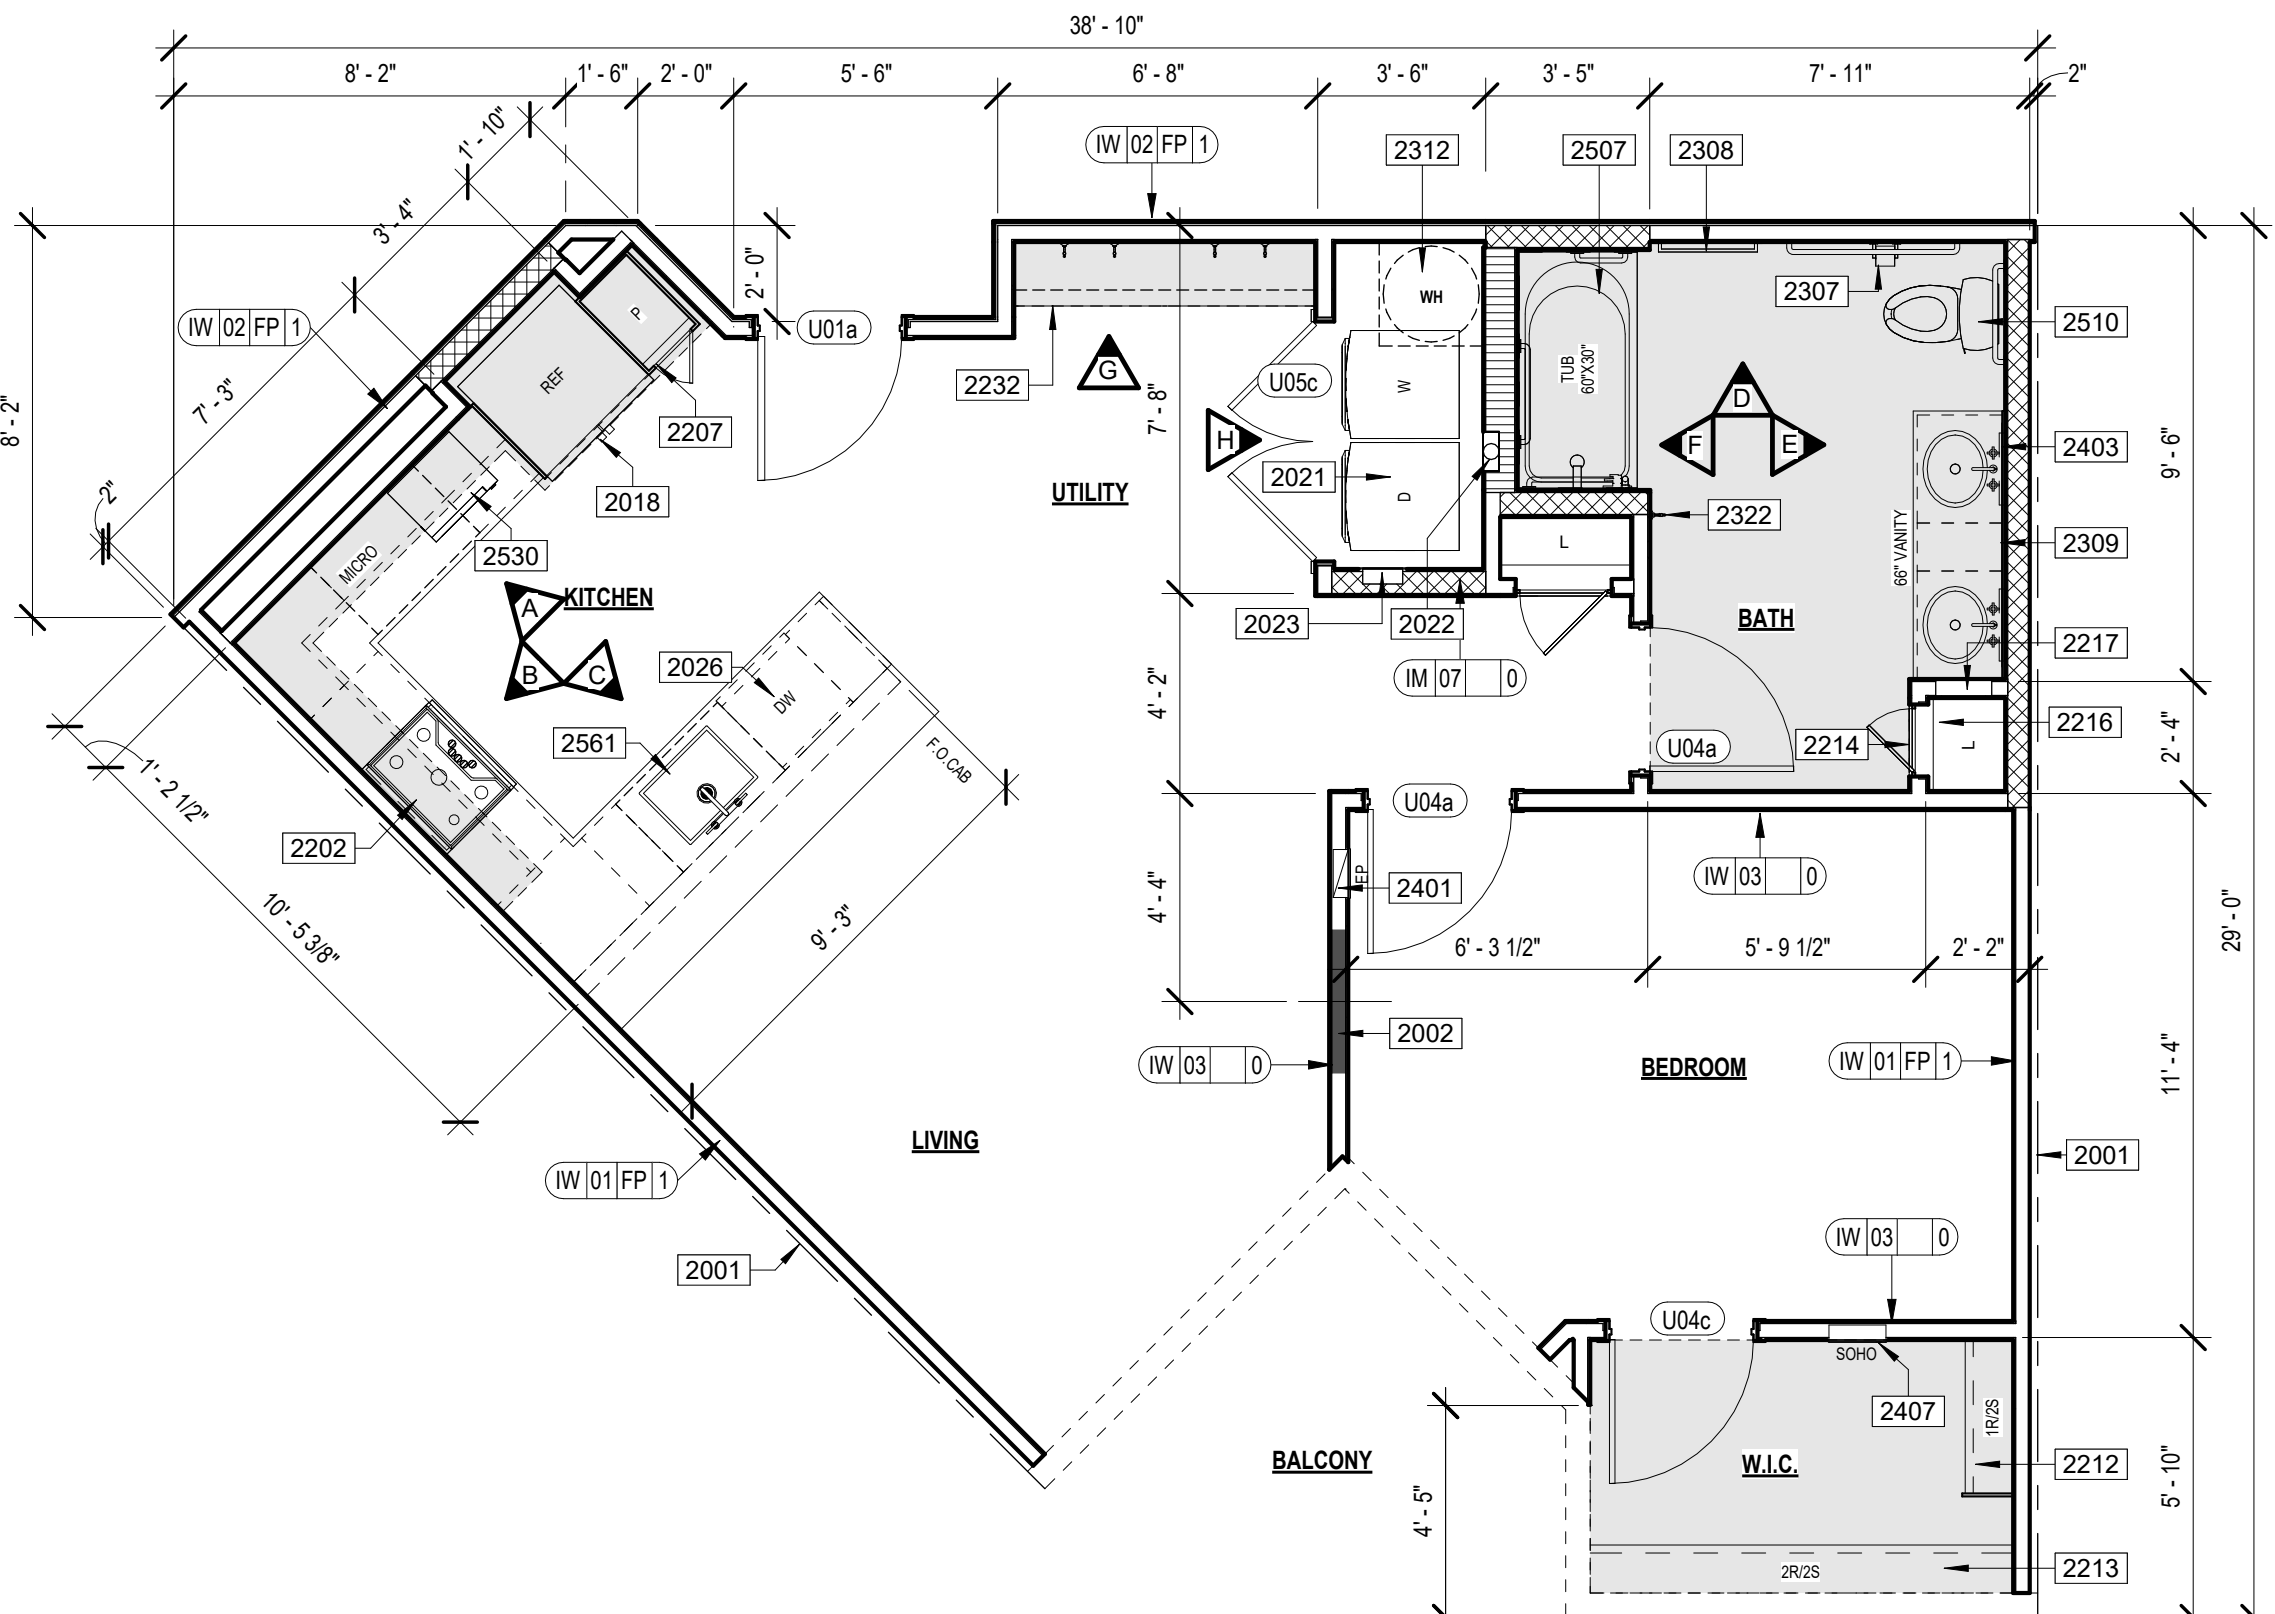 38' - 10"
8' - 2" 1' - 6" 2' - 0" 5' - 6" 6' - 8" 3' - 6" 3' - 5" 7' - 11" 2"
1' - 10"
IW 02 FP 1
2312
2507
2308
3' - 4"
2' - 0"
2307
WH
P
IW 02 FP 1
U01a
2510
REF
TUB
60"X30"
2232
G
U05c
W
7' - 3"
8' - 2"
7' - 8"
D
2207
H
F
E
2403
9' - 6"
2"
2018
UTILITY
2021
D
2322
2530
L
66" VANITY
2309
MICRO
A
KITCHEN
2023
2022
BATH
2217
2026
B
C
IM 07 0
4' - 2"
DW
2561
F.O.CAB
U04a
2214
2216
L
2' - 4"
1' - 2 1/2"
U04a
2202
EP
2401
IW 03 0
4' - 4"
10' - 5 3/8"
9' - 3"
6' - 3 1/2" 5' - 9 1/2" 2' - 2"
29' - 0"
2002
IW 03 0
BEDROOM
IW 01 FP 1
11' - 4"
LIVING
2001
IW 01 FP 1
IW 03 0
2001
U04c
SOHO
2407
1R/2S
BALCONY
W.I.C.
2212
4' - 5"
5' - 10"
2R/2S
2213